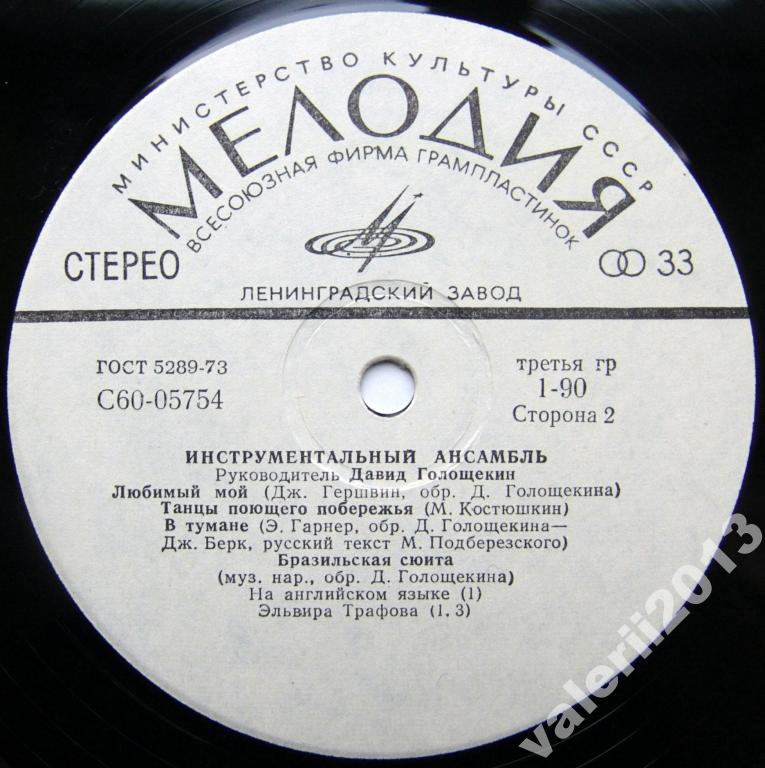 МИНИСТЕРСТВО КУЛЬТУРЫ СССР
МЕЛОДИЯ
ВСЕСОЮЗНАЯ ФИРМА ГРАМПЛАСТИНОК
СТЕРЕО
33
ЛЕНИНГРАДСКИЙ ЗАВОД
ГОСТ 5289-73
С60-05754
третья гр
1-90
Сторона 2
ИНСТРУМЕНТАЛЬНЫЙ АНСАМБЛЬ
Руководитель Давид Голощекин
Любимый мой (Дж. Гершвин, обр. Д. Голощекина)
Танцы поющего побережья (М. Костюшкин)
В тумане (Э. Гарнер, обр. Д. Голощекина—
Дж. Берк, русский текст М. Подберезского)
Бразильская сюита
(муз. нар., обр. Д. Голощекина)
На английском языке (1)
Эльвира Трафова (1, 3)
valerii2013